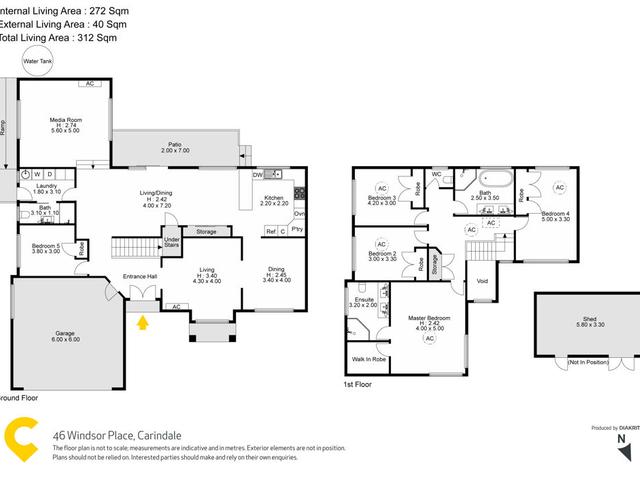 Internal Living Area : 272 Sqm
External Living Area : 40 Sqm
Total Living Area : 312 Sqm
Water Tank
AC
Ramp
Media Room
H : 2.74
5.60 x 5.00
Patio
2.00 x 7.00
W D
Laundry
1.80 x 3.10
Bath
3.10 x 1.10
Living/Dining
H : 2.42
4.00 x 7.20
DW
Kitchen
2.20 x 2.20
Ovn
P'try
Ref C
Bedroom 5
3.80 x 3.00
Robe
Under
Stairs
Storage
Entrance Hall
Living
H : 3.40
4.30 x 4.00
Dining
H : 2.45
3.40 x 4.00
AC
Garage
6.00 x 6.00
Ground Floor
AC
Bedroom 3
4.20 x 3.00
Robe
WC
Bath
2.50 x 3.50
Robe
AC
Bedroom 4
5.00 x 3.30
AC
AC
Bedroom 2
3.00 x 3.30
AC
Robe
Storage
Void
Ensuite
3.20 x 2.00
Master Bedroom
H : 2.42
4.00 x 5.00
AC
Walk In Robe
1st Floor
Shed
5.80 x 3.30
(Not In Position)
46 Windsor Place, Carindale
The floor plan is not to scale; measurements are indicative and in metres. Exterior elements are not in position.
Plans should not be relied on. Interested parties should make and rely on their own enquiries.
Produced by DIAKRIT
N